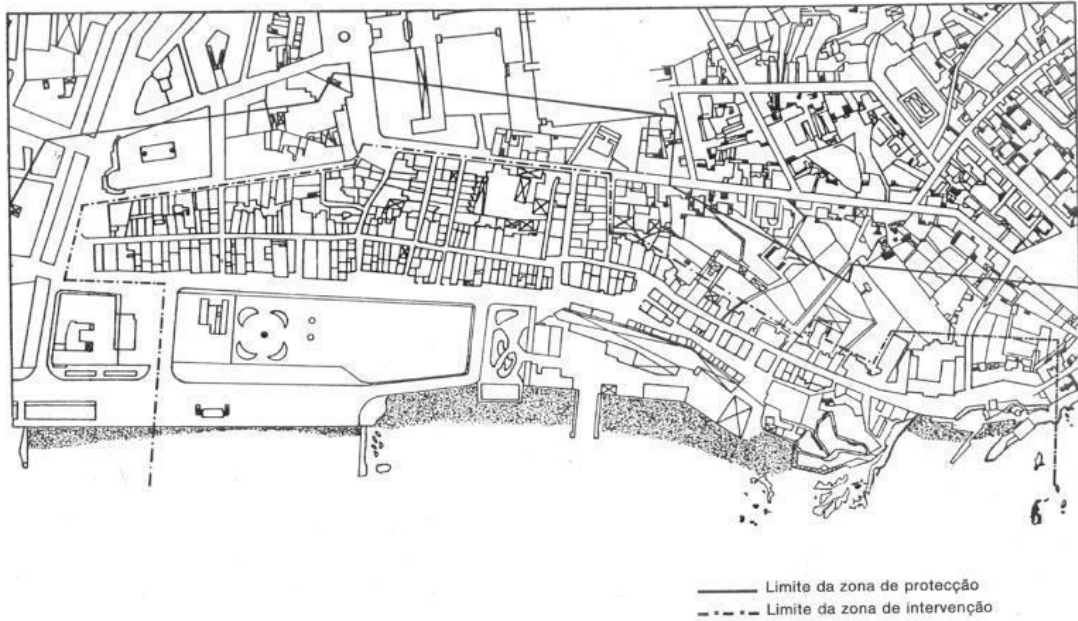 Limite da zona de protecção
Limite da zona de intervenção